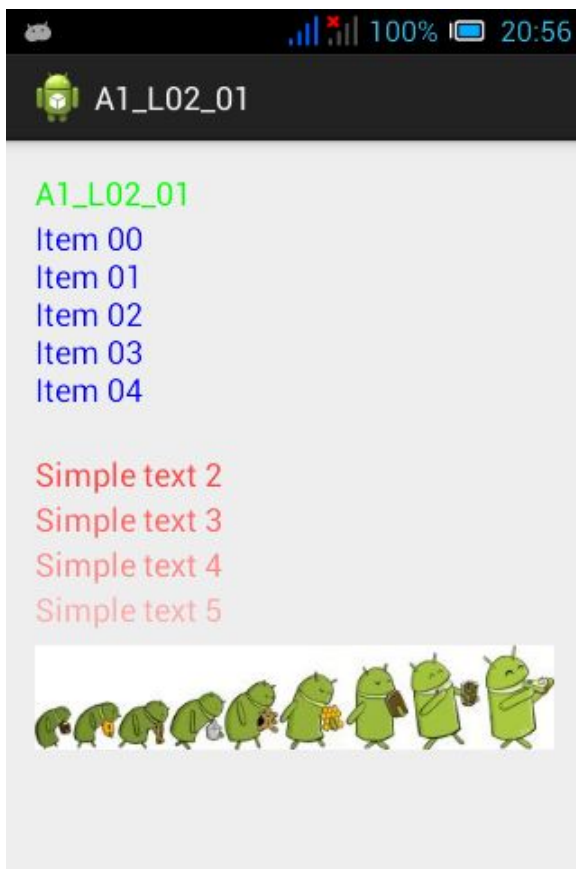 100% 20:56
A1_L02_01
A1_L02_01
Item 00
Item 01
Item 02
Item 03
Item 04
Simple text 2
Simple text 3
Simple text 4
Simple text 5